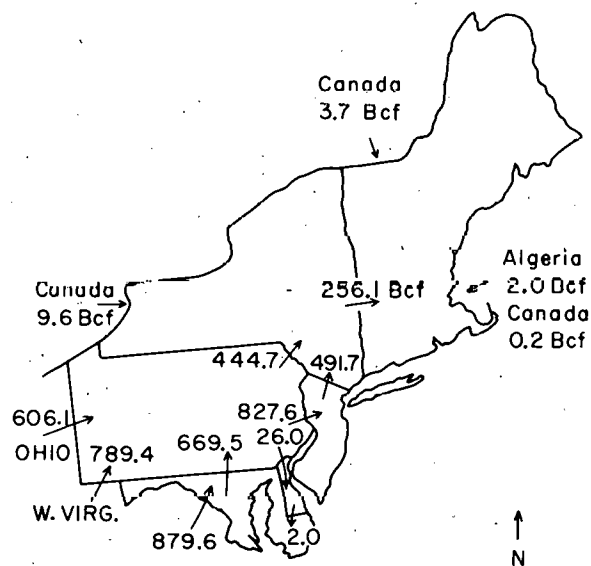 Canada
3.7 Bcf
Algeria
2.0 Bcf
Canada
0.2 Bcf
Canada
9.6 Bcf
256.1 Bcf
444.7
491.7
606.1
OHIO
827.6
26.0
789.4
669.5
W. VIRG.
879.6
2.0
N